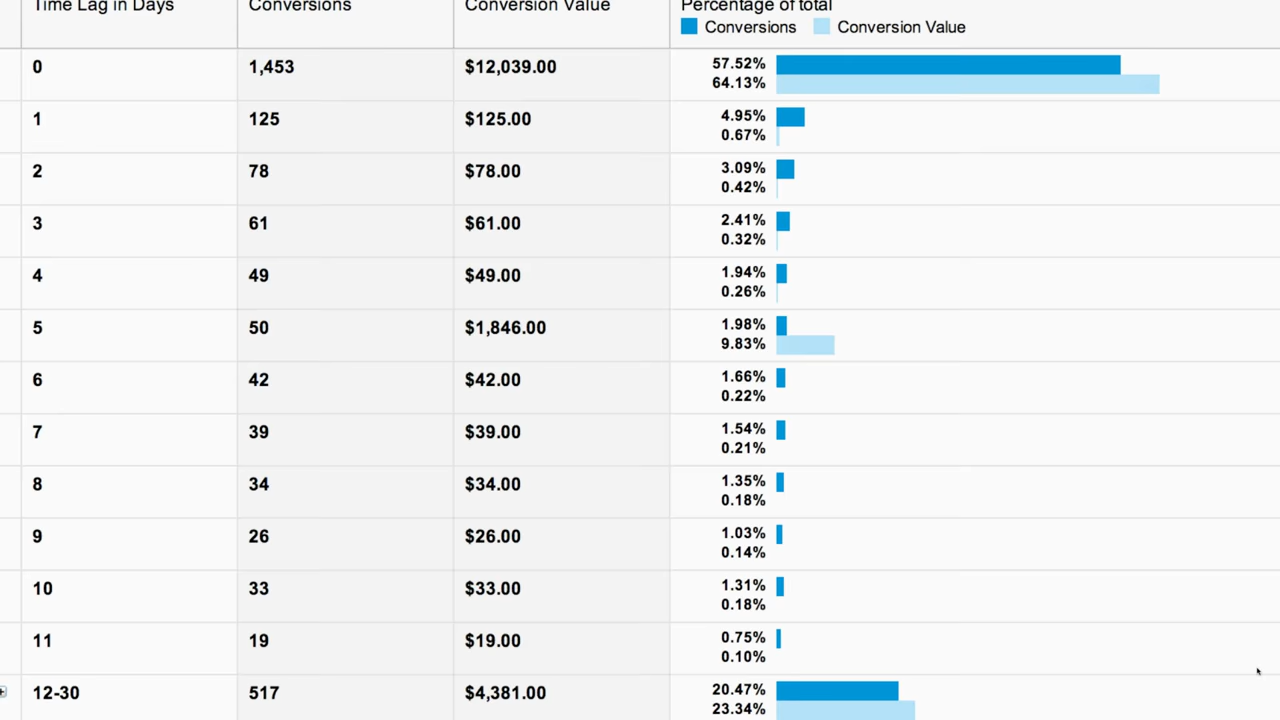 Time Lag in Days Conversions Conversion Value Percentage of total
Conversions Conversion Value
0 1,453 $12,039.00 57.52%
64.13%
1 125 $125.00 4.95%
0.67%
2 78 $78.00 3.09%
0.42%
3 61 $61.00 2.41%
0.32%
4 49 $49.00 1.94%
0.26%
5 50 $1,846.00 1.98%
9.83%
6 42 $42.00 1.66%
0.22%
7 39 $39.00 1.54%
0.21%
8 34 $34.00 1.35%
0.18%
9 26 $26.00 1.03%
0.14%
10 33 $33.00 1.31%
0.18%
11 19 $19.00 0.75%
0.10%
12-30 517 $4,381.00 20.47%
23.34%